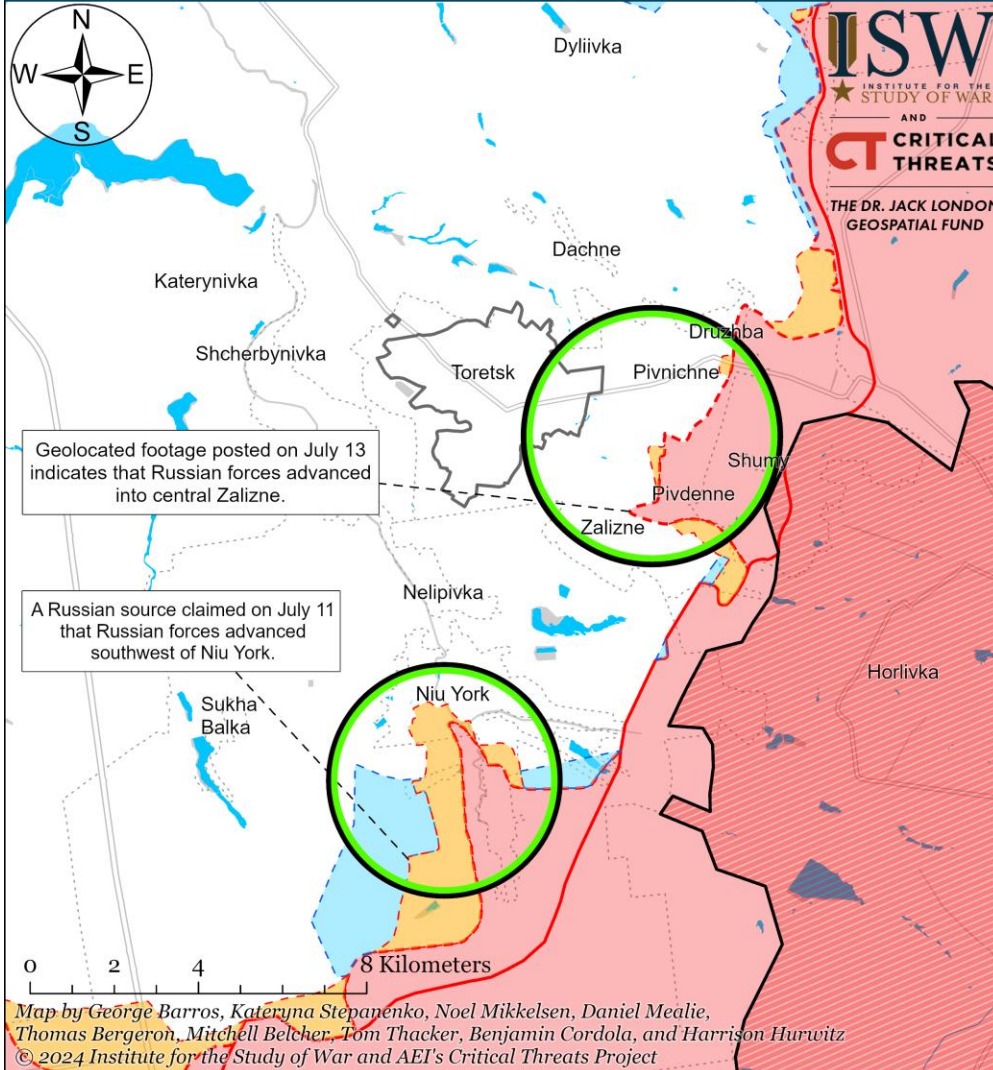 N
W E
S
Dyliivka
ISW
INSTITUTE FOR THE
STUDY OF WAR
AND
CT CRITICAL
THREATS
THE DR. JACK LONDON
GEOSPATIAL FUND
Dachne
Katerynivka
Druzhba
Shcherbynivka
Toretsk
Pivnichne
Geolocated footage posted on July 13
indicates that Russian forces advanced
into central Zalizne.
Shumy
Pivdenne
Zalizne
Nelipivka
A Russian source claimed on July 11
that Russian forces advanced
southwest of Niu York.
Horlivka
Niu York
Sukha
Balka
0 2 4 8 Kilometers
Map by George Barros, Kateryna Stepanenko, Noel Mikkelsen, Daniel Mealie,
Thomas Bergeron, Mitchell Belcher, Tom Thacker, Benjamin Cordola, and Harrison Hurwitz
© 2024 Institute for the Study of War and AEI's Critical Threats Project